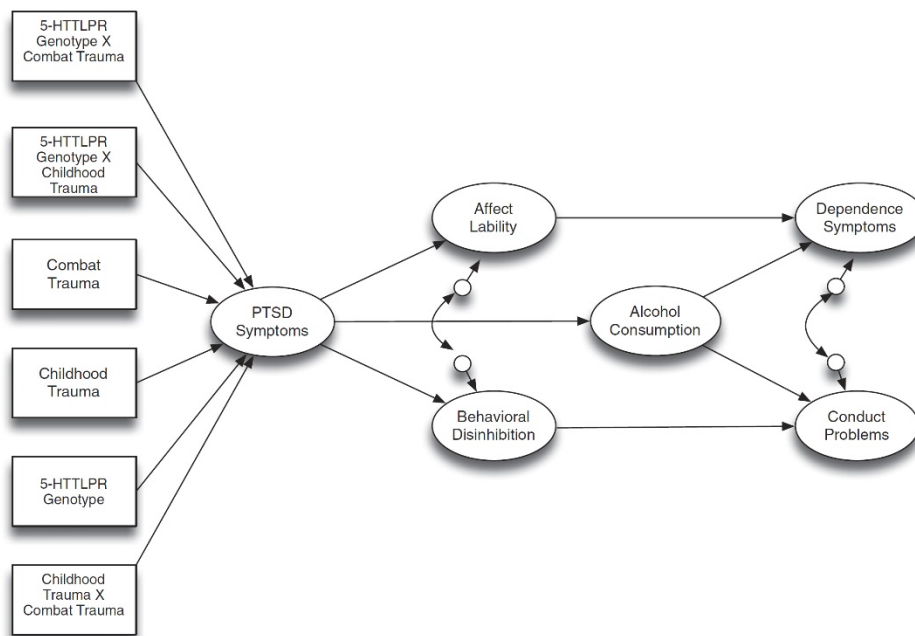 5-HTTLPR
Genotype X
Combat Trauma
5-HTTLPR
Genotype X
Childhood
Trauma
Combat
Trauma
Childhood
Trauma
5-HTTLPR
Genotype
Childhood
Trauma X
Combat Trauma
PTSD
Symptoms
Affect
Lability
Behavioral
Disinhibition
Alcohol
Consumption
Dependence
Symptoms
Conduct
Problems